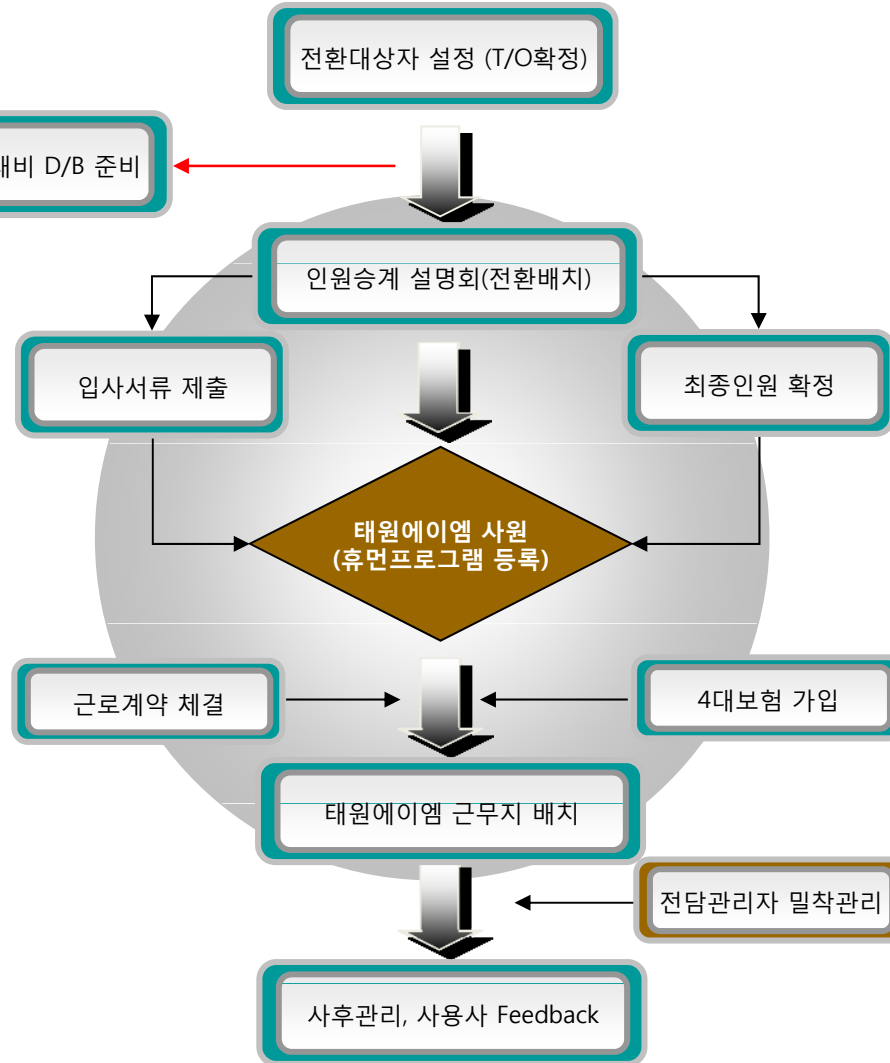 전환대상자 설정 (T/O확정)
대비 D/B 준비
인원승계 설명회(전환배치)
입사서류 제출
최종인원 확정
태원에이엠 사원
(휴먼프로그램 등록)
근로계약 체결
4대보험 가입
태원에이엠 근무지 배치
전담관리자 밀착관리
사후관리, 사용사 Feedback